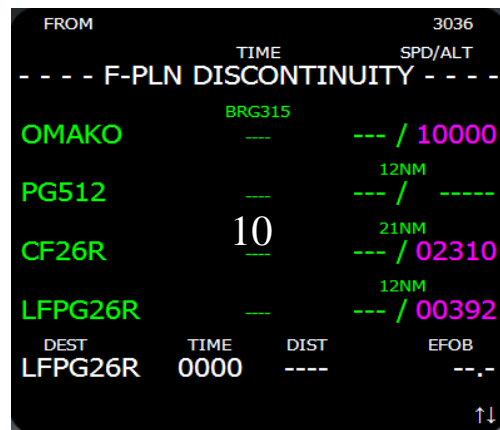 FROM 3036
TIME SPD/ALT
- - - - F-PLN DISCONTINUITY - - - -
BRG315
OMAKO ---- --- / 10000
12NM
PG512 ---- --- / -----
10
21NM
CF26R ---- --- / 02310
12NM
LFPG26R ---- --- / 00392
DEST TIME DIST EFOB
LFPG26R 0000 ---- --.-
↑↓